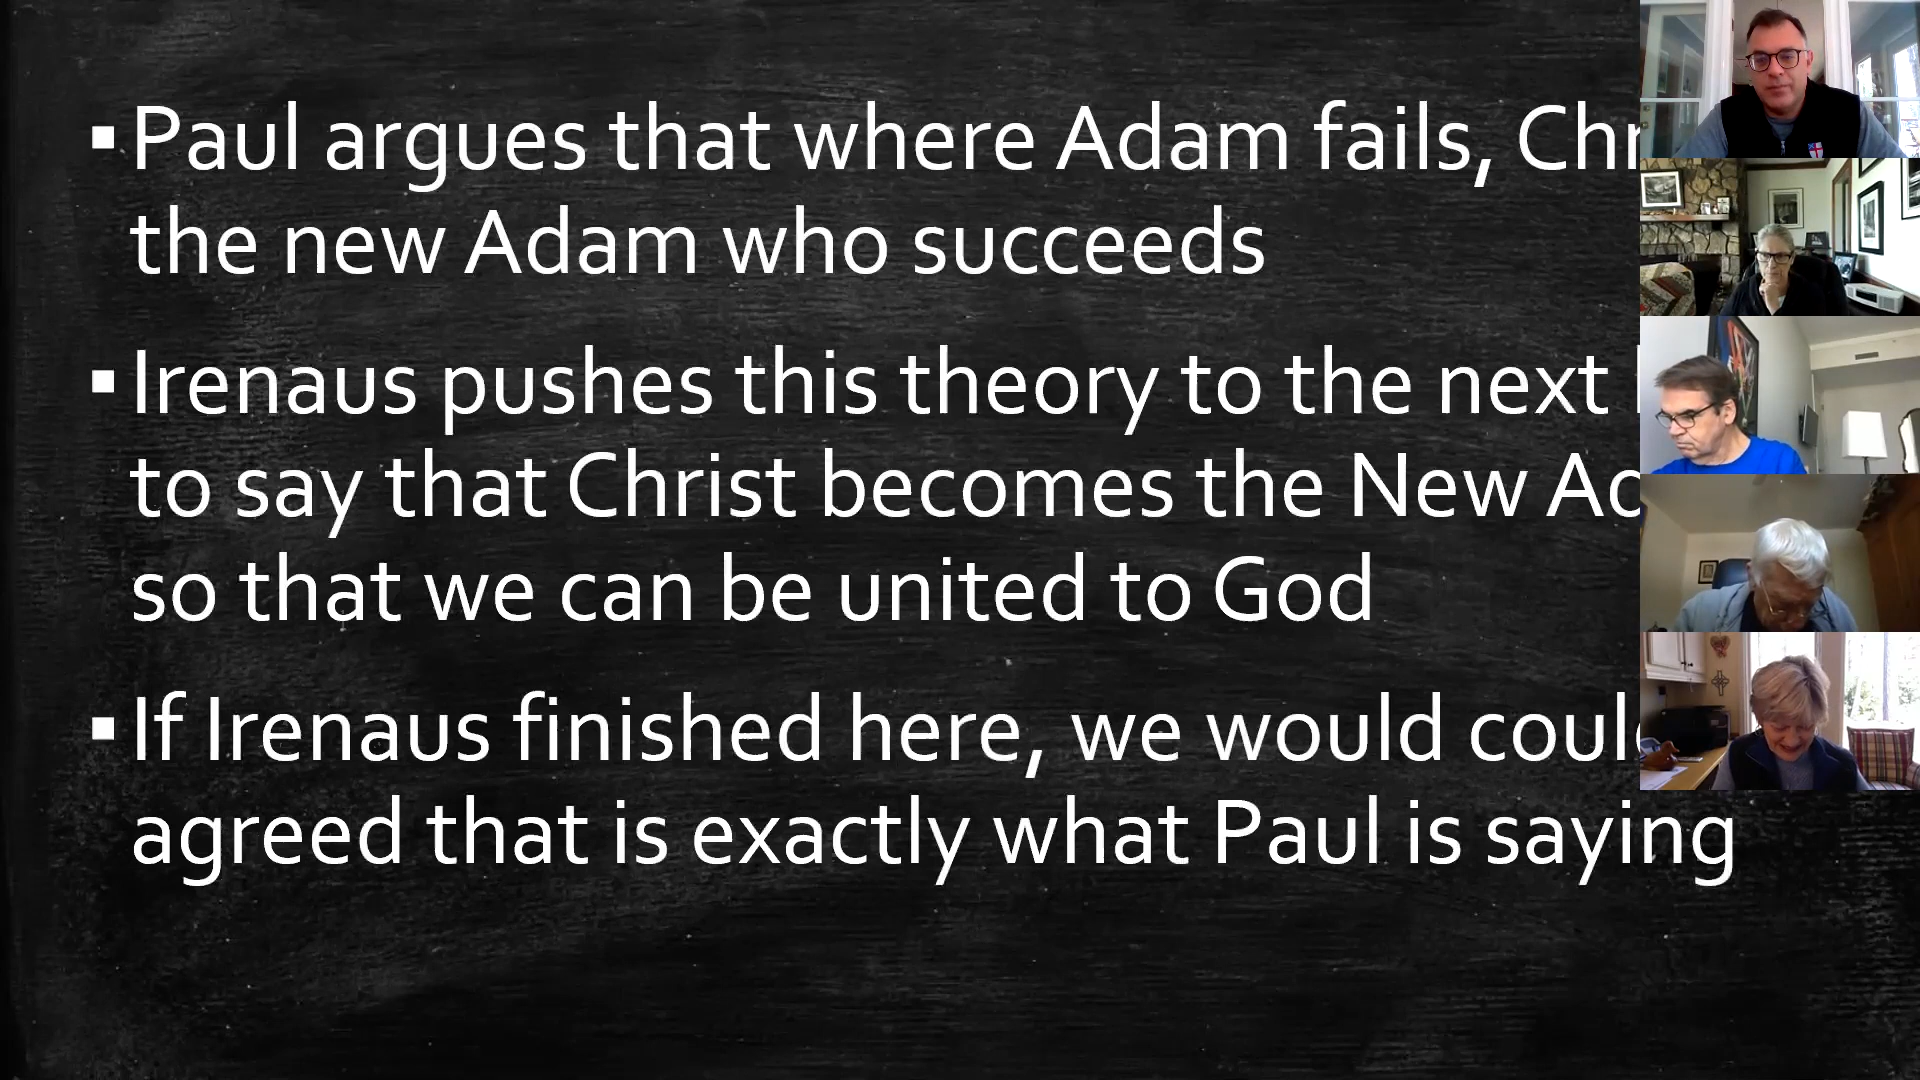 ▪ Paul argues that where Adam fails, Chr
the new Adam who succeeds
▪ Irenaus pushes this theory to the next
to say that Christ becomes the New Ad
so that we can be united to God
▪ If Irenaus finished here, we would could
agreed that is exactly what Paul is saying